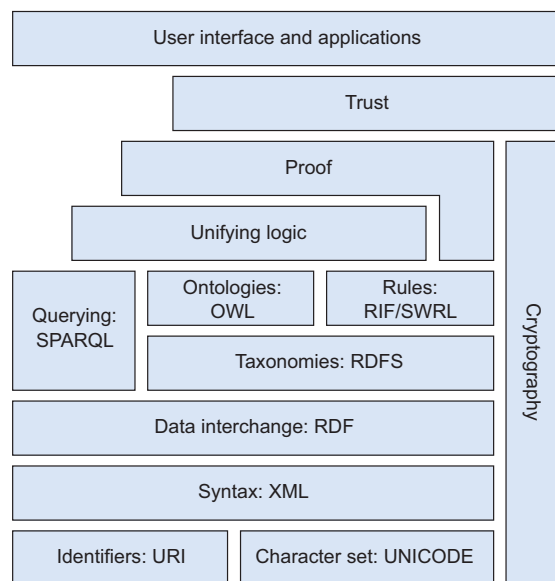 User interface and applications
Trust
Proof
Unifying logic
Querying:
SPARQL
Ontologies:
OWL
Rules:
RIF/SWRL
Taxonomies: RDFS
Data interchange: RDF
Syntax: XML
Identifiers: URI
Character set: UNICODE
Cryptography